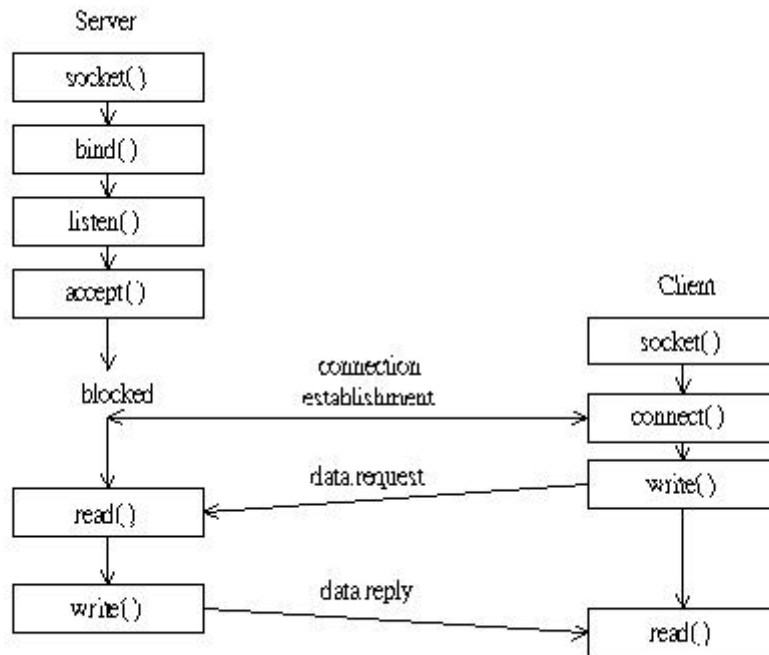 Server
socket()
bind()
listen()
accept()
blocked
read()
write()
connection
establishment
data request
data reply
Client
socket()
connect()
write()
read()